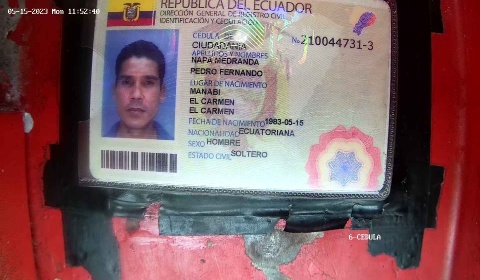 05-15-2023 Mon 11:52:40
REPÚBLICA DEL ECUADOR
DIRECCIÓN GENERAL DE REGISTRO CIVIL
IDENTIFICACIÓN Y CEDULACIÓN
CÉDULA
CIUDADANÍA
No 210044731-3
APELLIDOS Y NOMBRES
NAPA MEDRANDA
PEDRO FERNANDO
LUGAR DE NACIMIENTO
MANABI
EL CARMEN
EL CARMEN
FECHA DE NACIMIENTO 1983-05-15
NACIONALIDAD ECUATORIANA
SEXO HOMBRE
ESTADO CIVIL SOLTERO
6-CEDULA